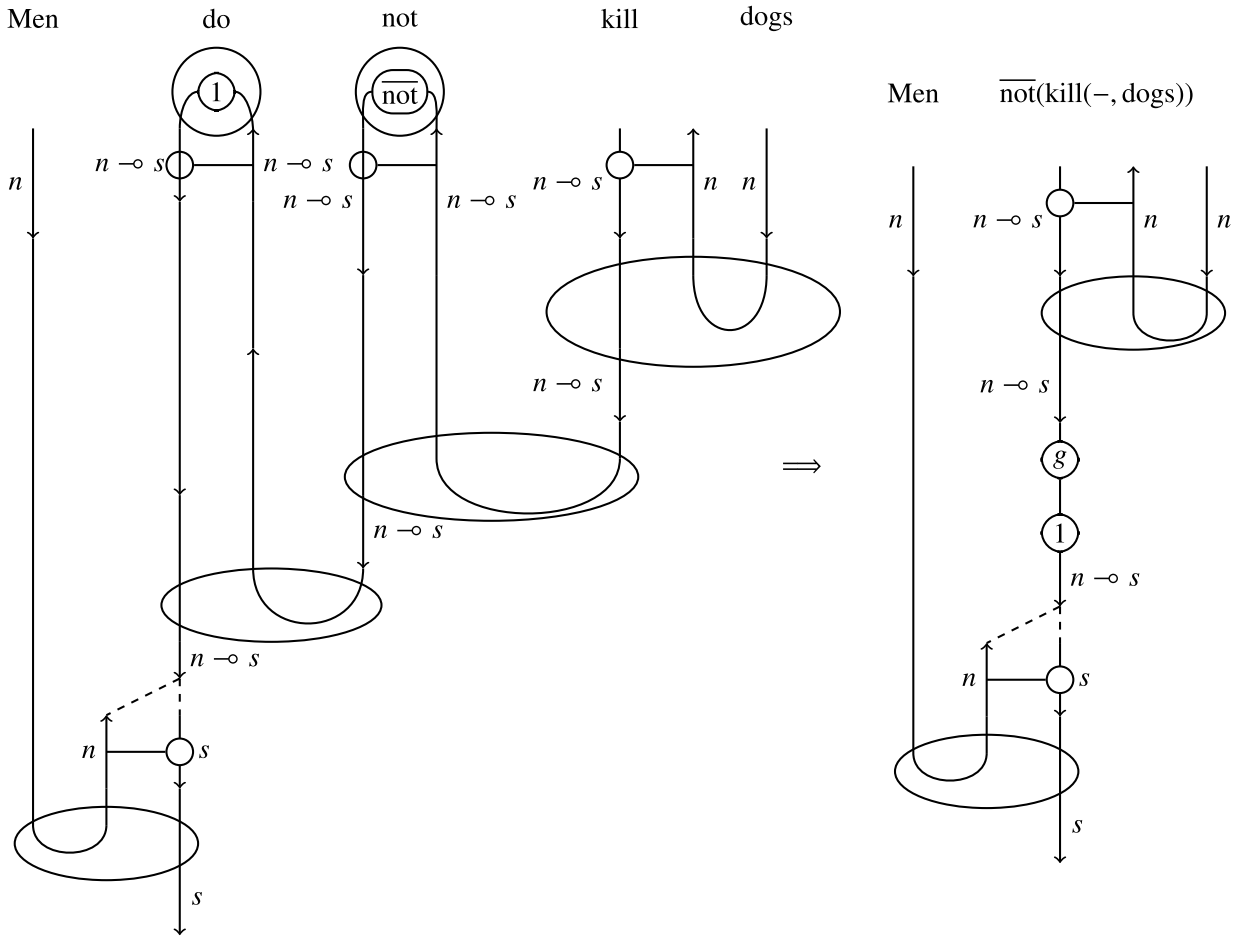 Men do not kill dogs
1 not̅
Men not̅(kill(−, dogs))
n ⊸ s n ⊸ s
n n ⊸ s n n
n ⊸ s n ⊸ s
n n ⊸ s n n
n ⊸ s n ⊸ s
g
⟹
n ⊸ s 1
n ⊸ s
n ⊸ s
n s
n s
s
s